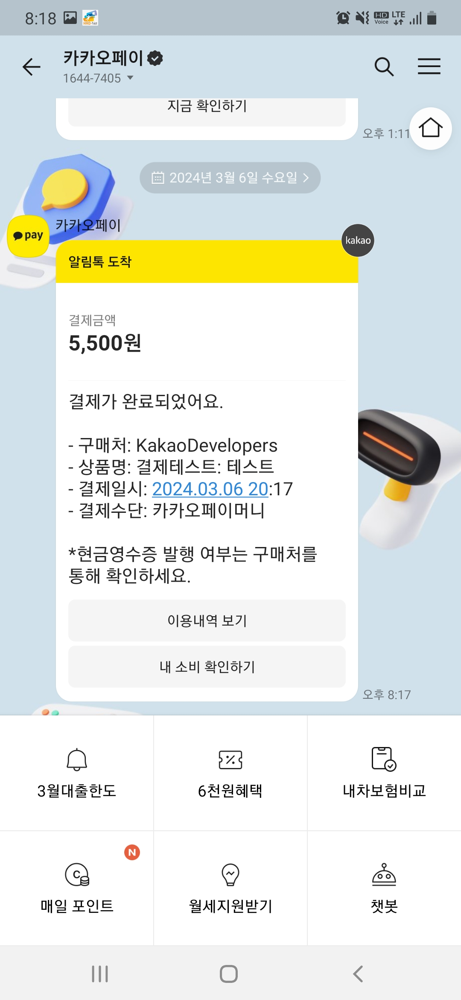 8:18
HRD-Net
HD Voice
LTE
카카오페이
1644-7405
지금 확인하기
오후 1:11
2024년 3월 6일 수요일
pay
카카오페이
kakao
알림톡 도착
결제금액
5,500원
결제가 완료되었어요.
- 구매처: KakaoDevelopers
- 상품명: 결제테스트: 테스트
- 결제일시: 2024.03.06 20:17
- 결제수단: 카카오페이머니
*현금영수증 발행 여부는 구매처를
통해 확인하세요.
이용내역 보기
내 소비 확인하기
오후 8:17
3월대출한도
6천원혜택
내차보험비교
N
C
매일 포인트
월세지원받기
챗봇